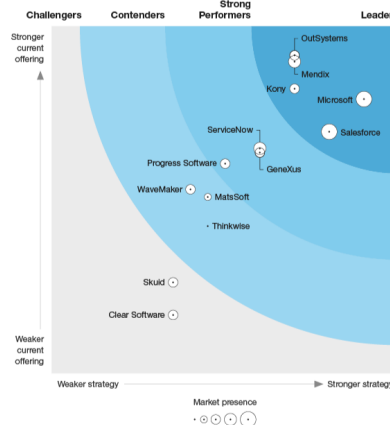 Challengers
Contenders
Strong
Performers
Leade
Stronger
current
offering
OutSystems
Mendix
Kony
Microsoft
Salesforce
ServiceNow
GeneXus
Progress Software
WaveMaker
MatsSoft
Thinkwise
Skuid
Clear Software
Weaker
current
offering
Weaker strategy
Stronger strategy
Market presence